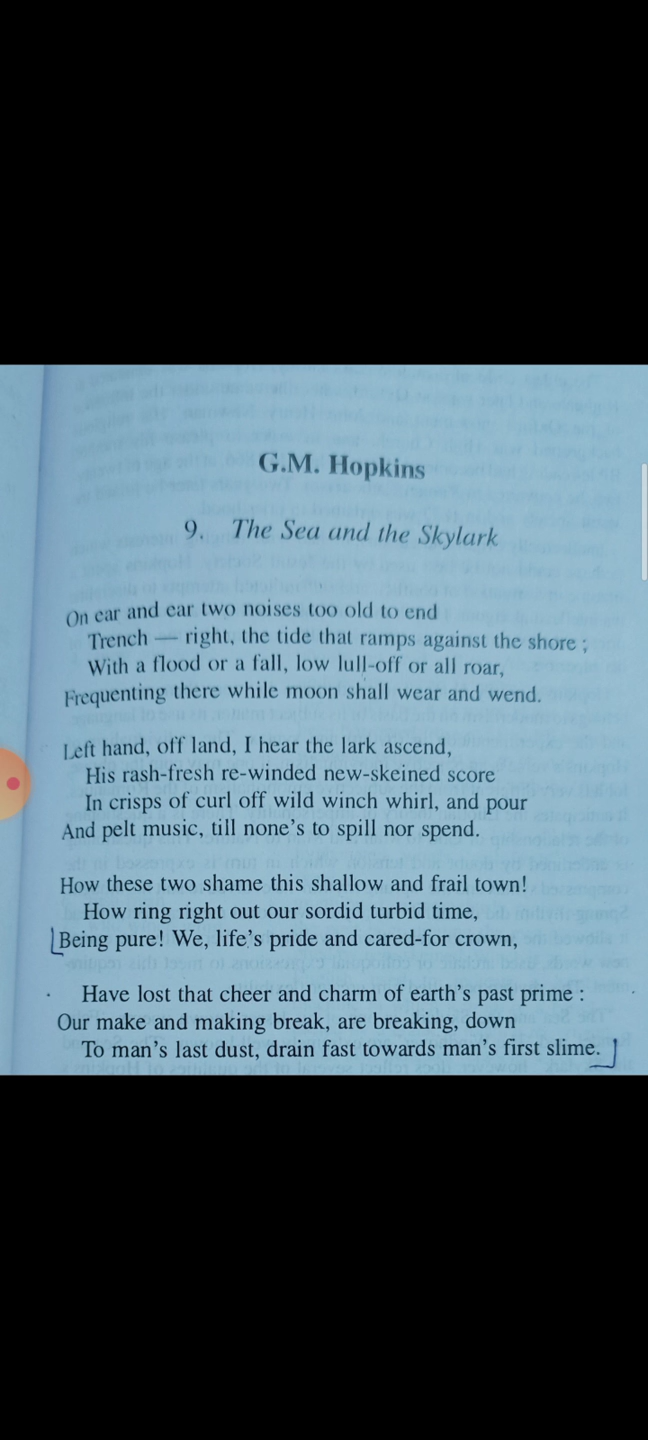 G.M. Hopkins
9. The Sea and the Skylark
On ear and ear two noises too old to end
Trench — right, the tide that ramps against the shore ;
With a flood or a fall, low lull-off or all roar,
Frequenting there while moon shall wear and wend.
Left hand, off land, I hear the lark ascend,
His rash-fresh re-winded new-skeined score
In crisps of curl off wild winch whirl, and pour
And pelt music, till none's to spill nor spend.
How these two shame this shallow and frail town!
How ring right out our sordid turbid time,
Being pure! We, life's pride and cared-for crown,
Have lost that cheer and charm of earth's past prime :
Our make and making break, are breaking, down
To man's last dust, drain fast towards man's first slime.